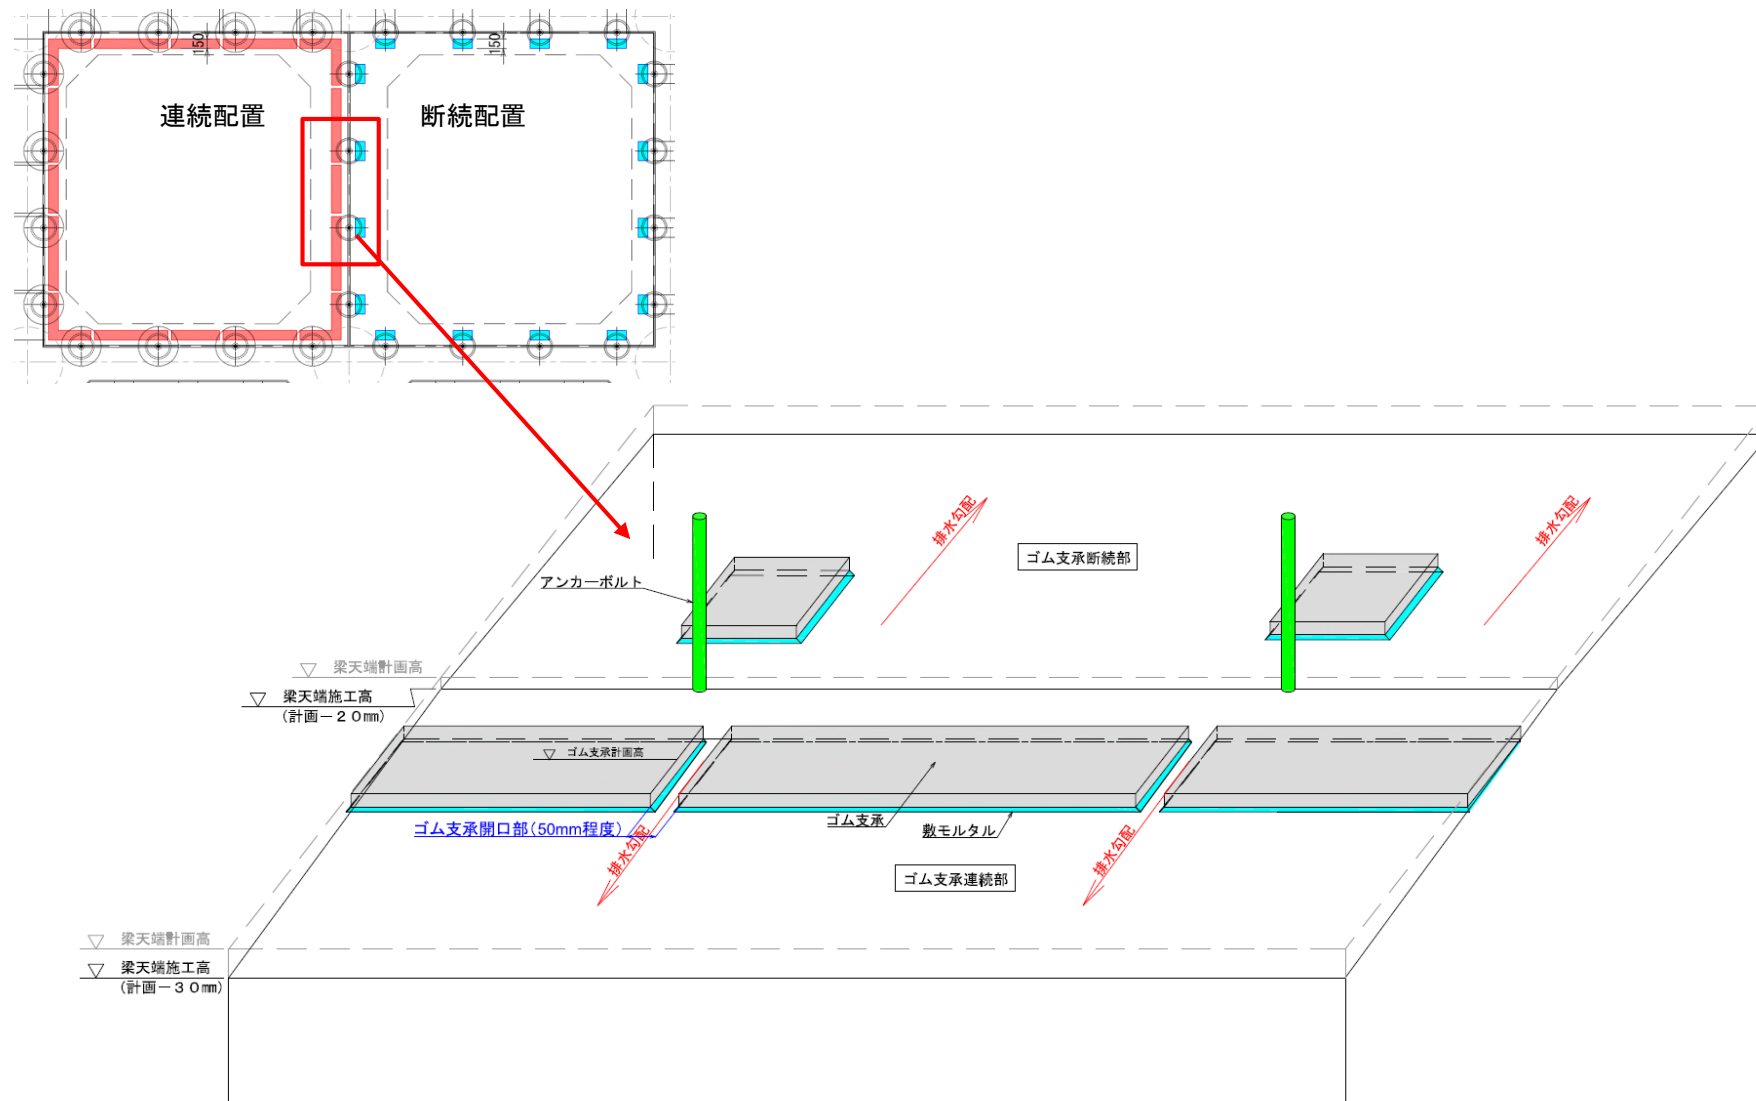 150
150
連続配置
断続配置
排水勾配
排水勾配
ゴム支承断続部
アンカーボルト
梁天端計画高
梁天端施工高
(計画－20㎜)
ゴム支承計画高
ゴム支承開口部(50mm程度)
ゴム支承
敷モルタル
排水勾配
排水勾配
ゴム支承連続部
梁天端計画高
梁天端施工高
(計画－30㎜)